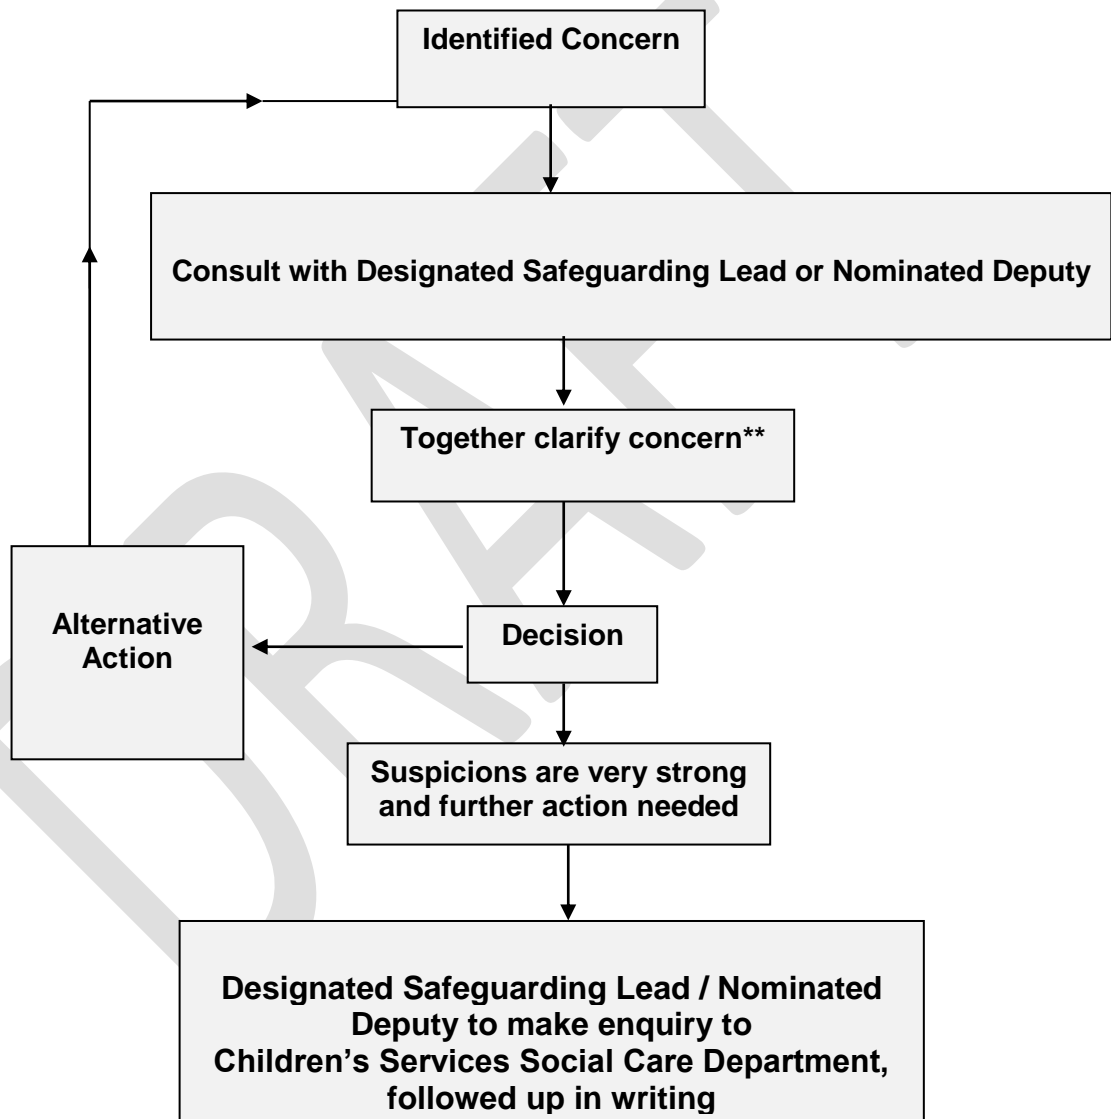 Identified Concern
Consult with Designated Safeguarding Lead or Nominated Deputy
Together clarify concern**
Alternative
Action
Decision
Suspicions are very strong
and further action needed
Designated Safeguarding Lead / Nominated
Deputy to make enquiry to
Children’s Services Social Care Department,
followed up in writing
DRAFT